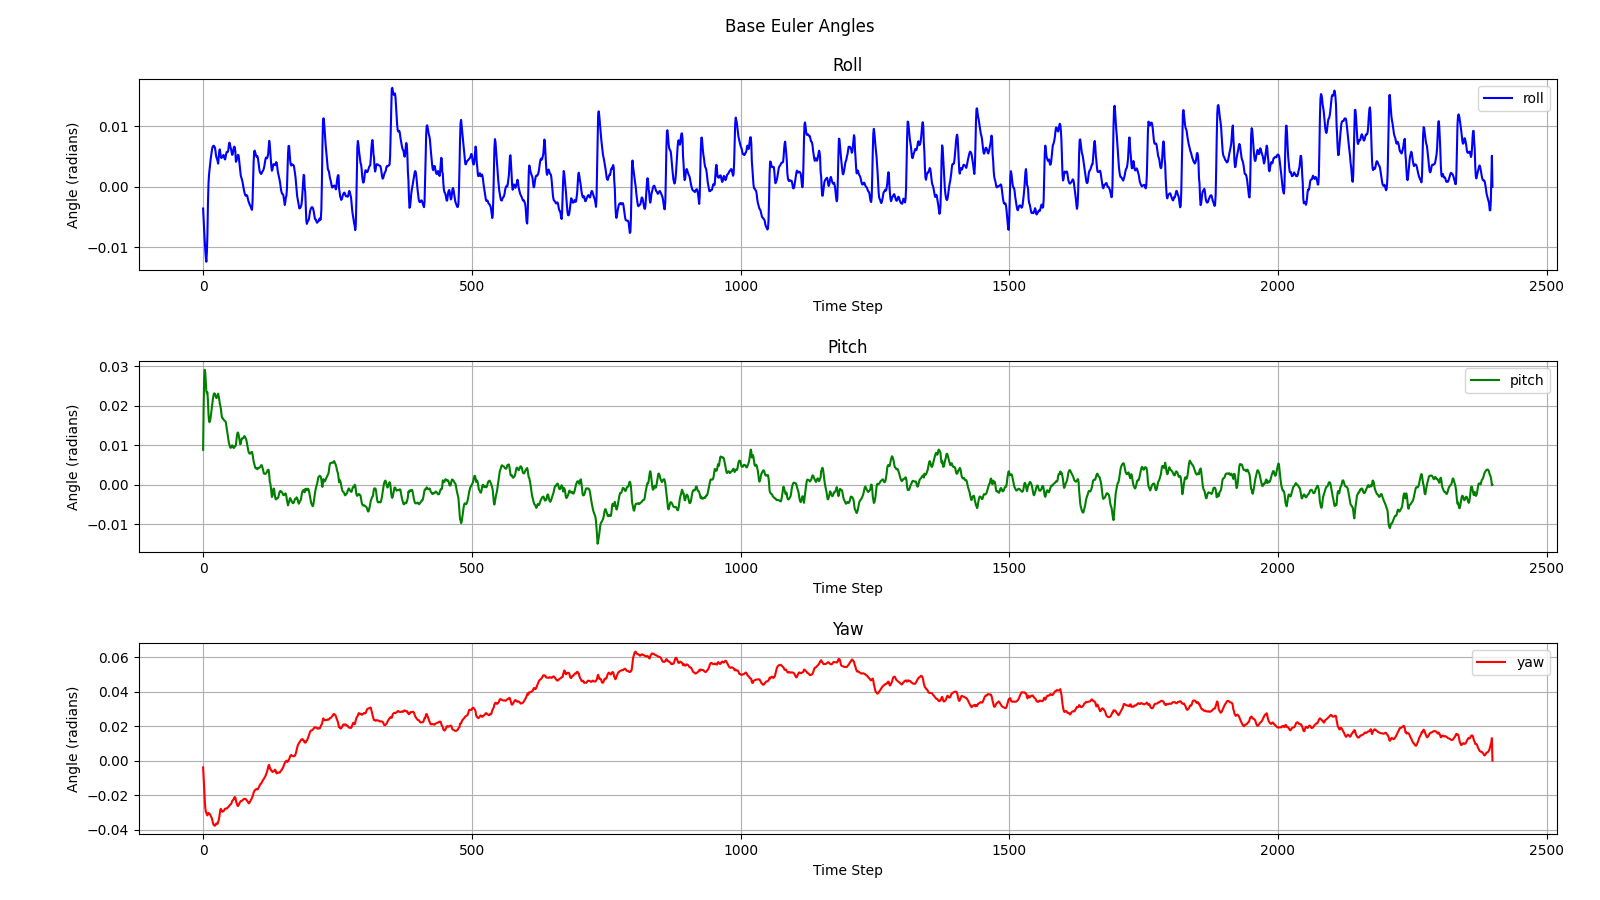 Base Euler Angles
Roll
roll
0.01
0.00
−0.01
Angle (radians)
0 500 1000 1500 2000 2500
Time Step
Pitch
pitch
0.03
0.02
0.01
0.00
−0.01
Angle (radians)
0 500 1000 1500 2000 2500
Time Step
Yaw
yaw
0.06
0.04
0.02
0.00
−0.02
−0.04
Angle (radians)
0 500 1000 1500 2000 2500
Time Step